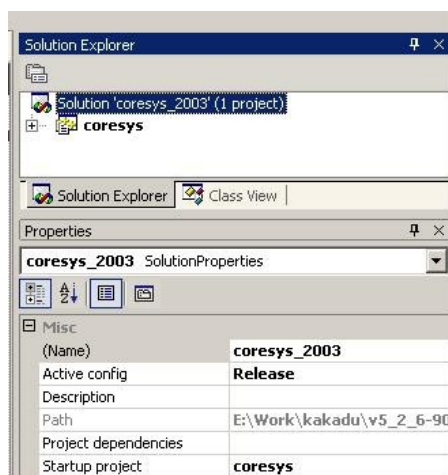 Solution Explorer
Solution 'coresys_2003' (1 project)
coresys
Solution Explorer Class View
Properties
coresys_2003 SolutionProperties
Misc
(Name) coresys_2003
Active config Release
Description
Path E:\Work\kakadu\v5_2_6-90
Project dependencies
Startup project coresys